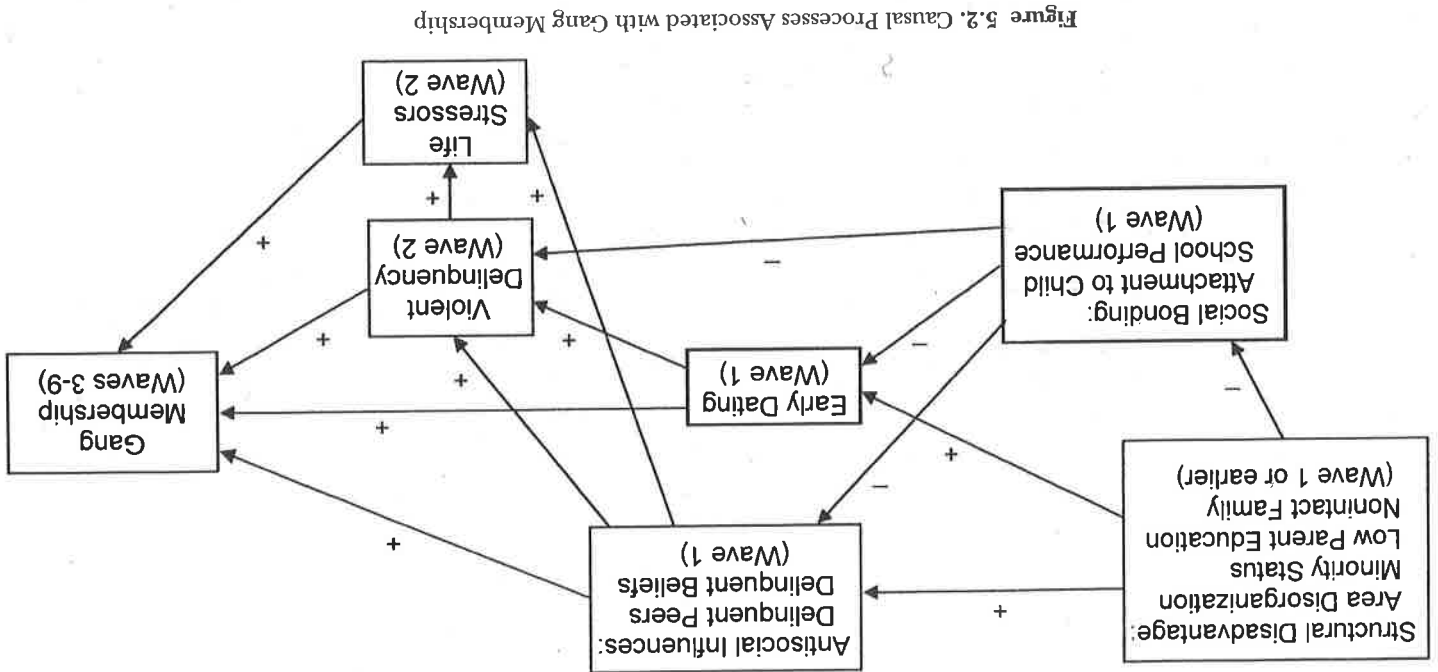 Structural Disadvantage:
Area Disorganization
Minority Status
Low Parent Education
Nonintact Family
(Wave 1 or earlier)
+
Antisocial Influences:
Delinquent Peers
Delinquent Beliefs
(Wave 1)
+
–
+
Early Dating
(Wave 1)
+
Gang
Membership
(Waves 3-9)
–
Social Bonding:
Attachment to Child
School Performance
(Wave 1)
–
+
+
+
Violent
Delinquency
(Wave 2)
–
+
+
+
Life
Stressors
(Wave 2)
Figure 5.2. Causal Processes Associated with Gang Membership